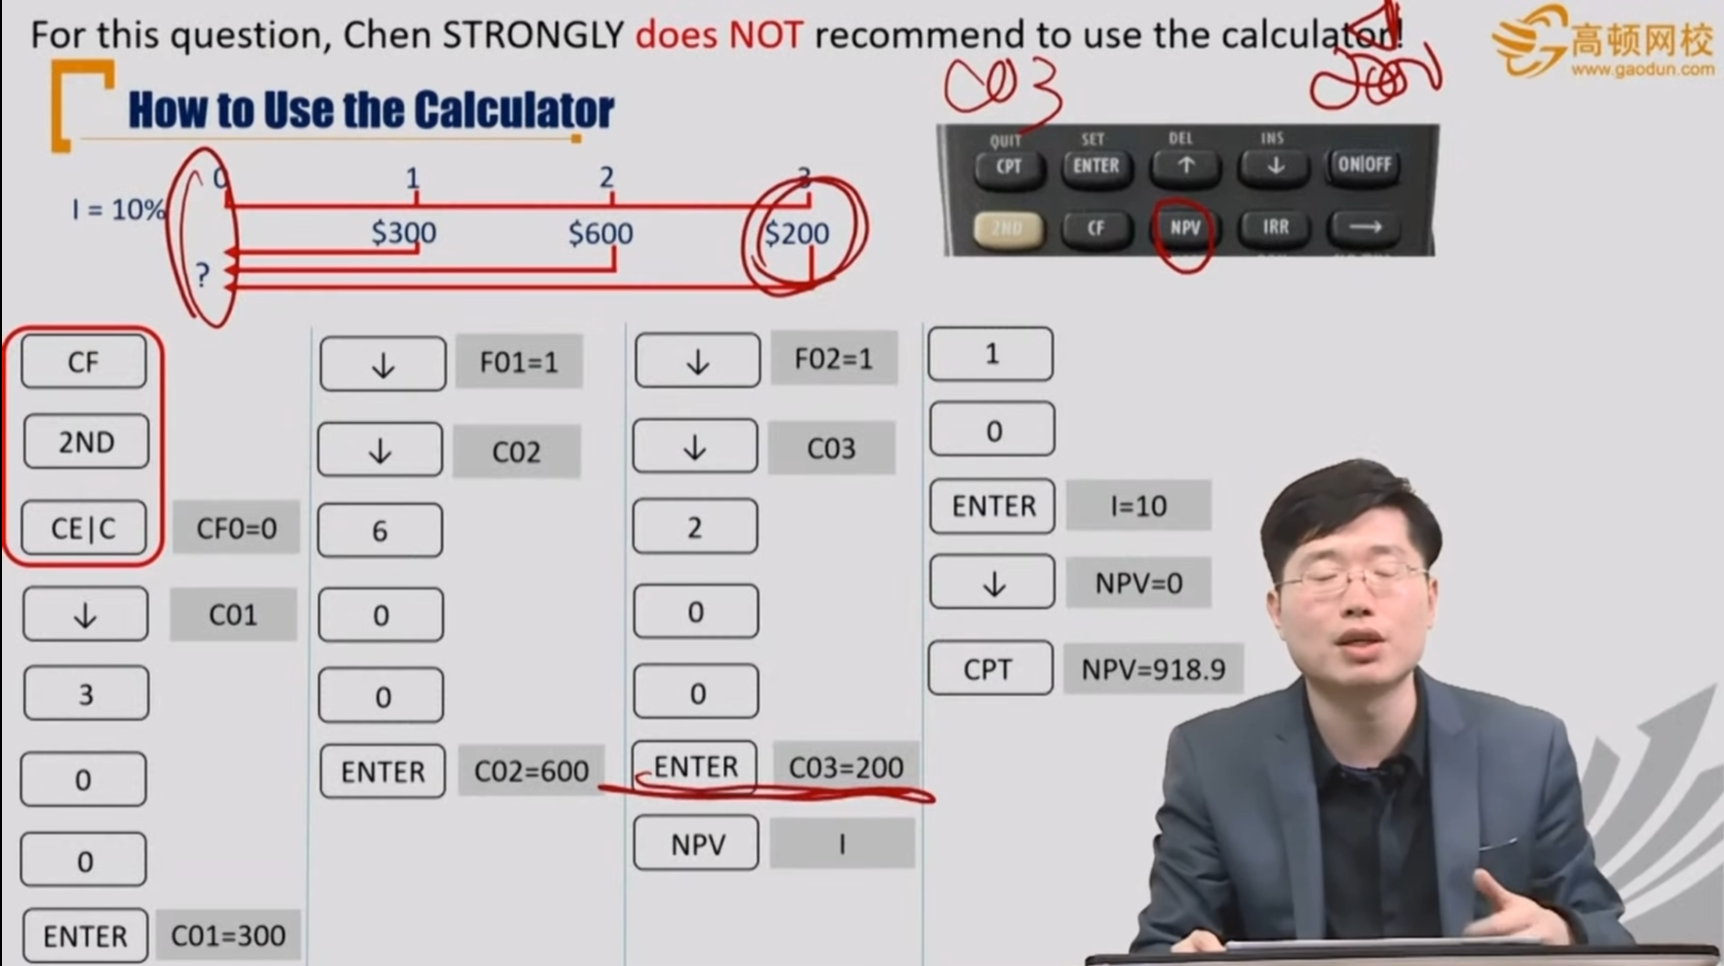 For this question, Chen STRONGLY does NOT recommend to use the calculator!
高顿网校
www.gaodun.com
How to Use the Calculator
C03
0 1 2 3
I = 10%
$300 $600 $200
?
QUIT SET DEL INS
CPT ENTER ↑ ↓ ON|OFF
2ND CF NPV IRR →
CF
2ND
CE|C CF0=0
↓ C01
3
0
0
ENTER C01=300
↓ F01=1
↓ C02
6
0
0
ENTER C02=600
↓ F02=1
↓ C03
2
0
0
ENTER C03=200
NPV I
1
0
ENTER I=10
↓ NPV=0
CPT NPV=918.9